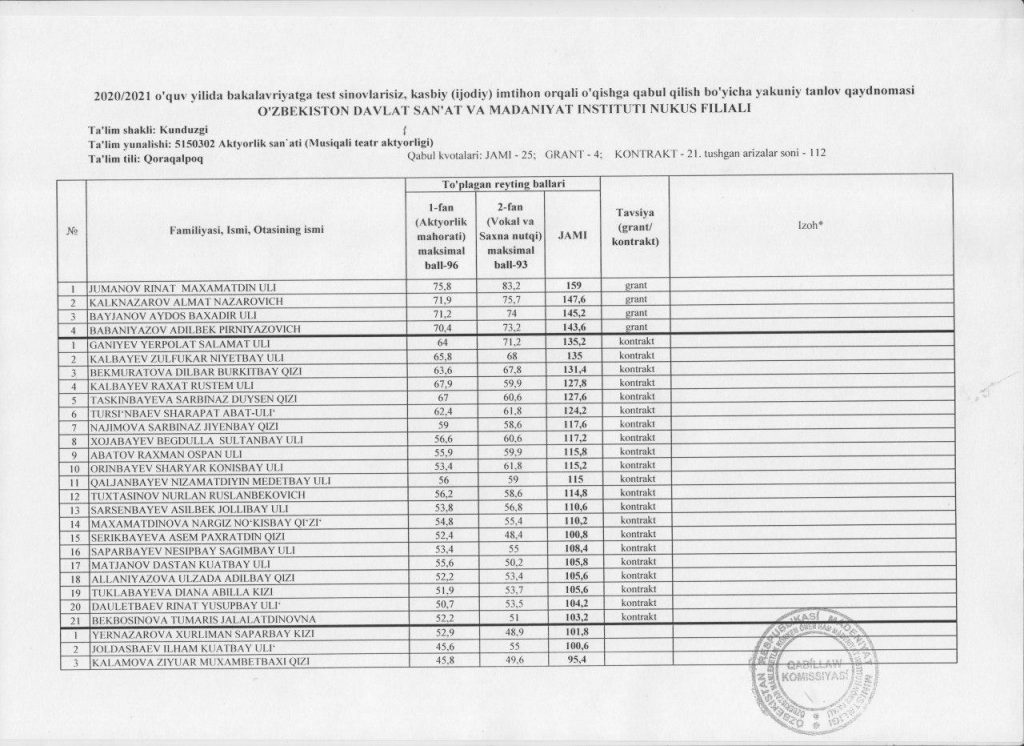 2020/2021 o'quv yilida bakalavriyatga test sinovlarisiz, kasbiy (ijodiy) imtihon orqali o'qishga qabul qilish bo'yicha yakuniy tanlov qaydnomasi
O'ZBEKISTON DAVLAT SAN'AT VA MADANIYAT INSTITUTI NUKUS FILIALI
Ta'lim shakli: Kunduzgi
Ta'lim yunalishi: 5150302 Aktyorlik san`ati (Musiqali teatr aktyorligi)
Ta'lim tili: Qoraqalpoq
Qabul kvotalari: JAMI - 25; GRANT - 4; KONTRAKT - 21. tushgan arizalar soni - 112
№ Familiyasi, Ismi, Otasining ismi To'plagan reyting ballari Tavsiya (grant/ kontrakt) Izoh*
1-fan (Aktyorlik mahorati) maksimal ball-96 2-fan (Vokal va Saxna nutqi) maksimal ball-93 JAMI
1 JUMANOV RINAT MAXAMATDIN ULI 75,8 83,2 159 grant
2 KALKNAZAROV ALMAT NAZAROVICH 71,9 75,7 147,6 grant
3 BAYJANOV AYDOS BAXADIR ULI 71,2 74 145,2 grant
4 BABANIYAZOV ADILBEK PIRNIYAZOVICH 70,4 73,2 143,6 grant
1 GANIYEV YERPOLAT SALAMAT ULI 64 71,2 135,2 kontrakt
2 KALBAYEV ZULFUKAR NIYETBAY ULI 65,8 68 135 kontrakt
3 BEKMURATOVA DILBAR BURKITBAY QIZI 63,6 67,8 131,4 kontrakt
4 KALBAYEV RAXAT RUSTEM ULI 67,9 59,9 127,8 kontrakt
5 TASKINBAYEVA SARBINAZ DUYSEN QIZI 67 60,6 127,6 kontrakt
6 TURSI‘NBAEV SHARAPAT ABAT-ULI‘ 62,4 61,8 124,2 kontrakt
7 NAJIMOVA SARBINAZ JIYENBAY QIZI 59 58,6 117,6 kontrakt
8 XOJABAYEV BEGDULLA SULTANBAY ULI 56,6 60,6 117,2 kontrakt
9 ABATOV RAXMAN OSPAN ULI 55,9 59,9 115,8 kontrakt
10 ORINBAYEV SHARYAR KONISBAY ULI 53,4 61,8 115,2 kontrakt
11 QALJANBAYEV NIZAMATDIYIN MEDETBAY ULI 56 59 115 kontrakt
12 TUXTASINOV NURLAN RUSLANBEKOVICH 56,2 58,6 114,8 kontrakt
13 SARSENBAYEV ASILBEK JOLLIBAY ULI 53,8 56,8 110,6 kontrakt
14 MAXAMATDINOVA NARGIZ NO‘KISBAY QI‘ZI‘ 54,8 55,4 110,2 kontrakt
15 SERIKBAYEVA ASEM PAXRATDIN QIZI 52,4 48,4 100,8 kontrakt
16 SAPARBAYEV NESIPBAY SAGIMBAY ULI 53,4 55 108,4 kontrakt
17 MATJANOV DASTAN KUATBAY ULI 55,6 50,2 105,8 kontrakt
18 ALLANIYAZOVA ULZADA ADILBAY QIZI 52,2 53,4 105,6 kontrakt
19 TUKLABAYEVA DIANA ABILLA KIZI 51,9 53,7 105,6 kontrakt
20 DAULETBAEV RINAT YUSUPBAY ULI‘ 50,7 53,5 104,2 kontrakt
21 BEKBOSINOVA TUMARIS JALALATDINOVNA 52,2 51 103,2 kontrakt
1 YERNAZAROVA XURLIMAN SAPARBAY KIZI 52,9 48,9 101,8
2 JOLDASBAEV ILHAM KUATBAY ULI‘ 45,6 55 100,6
3 KALAMOVA ZIYUAR MUXAMBETBAXI QIZI 45,8 49,6 95,4
ÓZBEKISTAN RESPUBLIKASÍ MÁDENIYAT MINISTRLIGI
QABÍLLAW
KOMISSIYASÍ